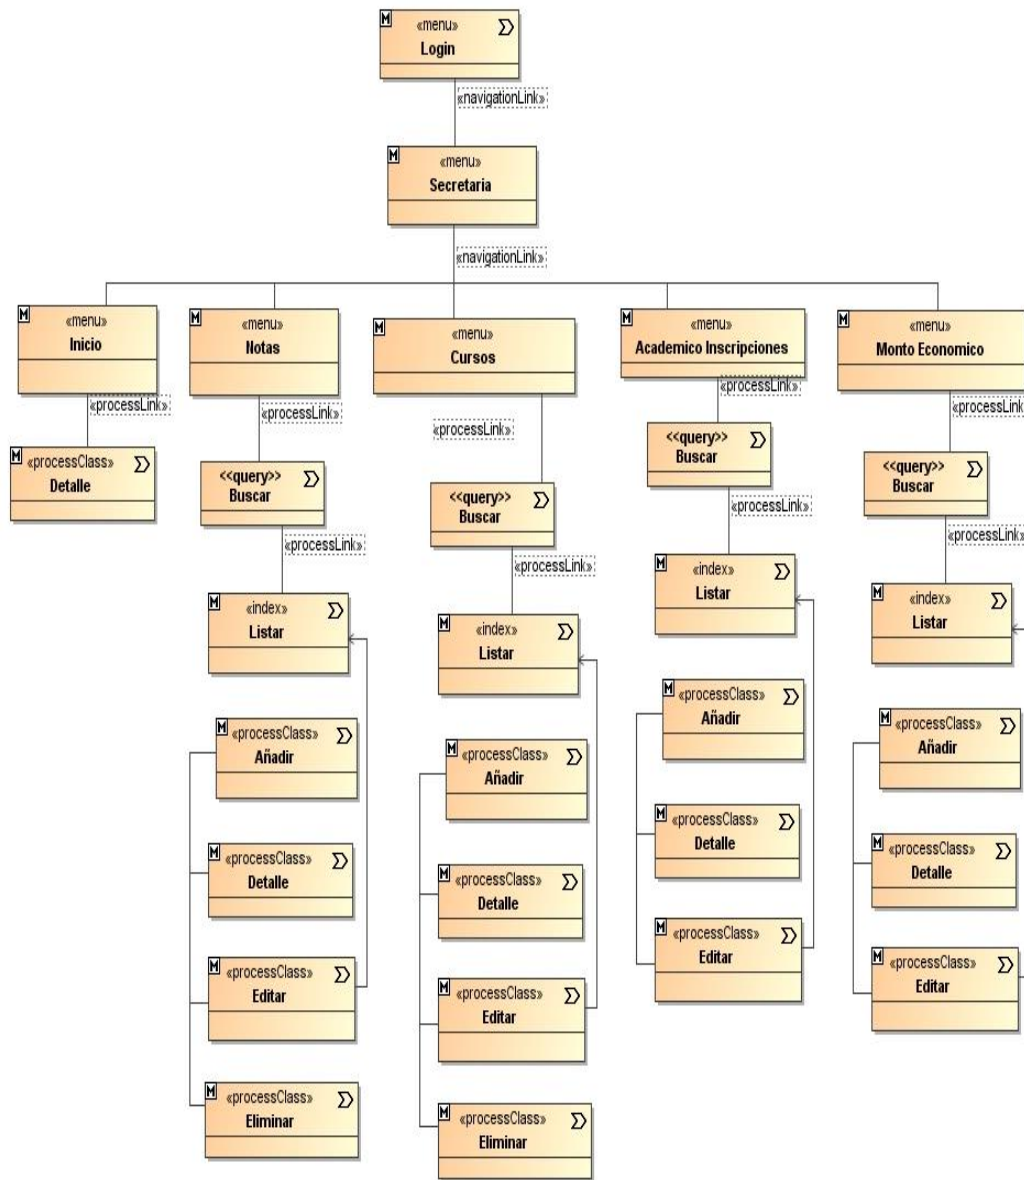 «menu»
Login
«navigationLink»
«menu»
Secretaria
«navigationLink»
«menu»
Inicio
«processLink»
«processClass»
Detalle
«menu»
Notas
«processLink»
<<query>>
Buscar
«processLink»
«index»
Listar
«processClass»
Añadir
«processClass»
Detalle
«processClass»
Editar
«processClass»
Eliminar
«menu»
Cursos
«processLink»
<<query>>
Buscar
«processLink»
«index»
Listar
«processClass»
Añadir
«processClass»
Detalle
«processClass»
Editar
«processClass»
Eliminar
«menu»
Academico Inscripciones
«processLink»
<<query>>
Buscar
«processLink»
«index»
Listar
«processClass»
Añadir
«processClass»
Detalle
«processClass»
Editar
«menu»
Monto Economico
«processLink»
<<query>>
Buscar
«processLink»
«index»
Listar
«processClass»
Añadir
«processClass»
Detalle
«processClass»
Editar